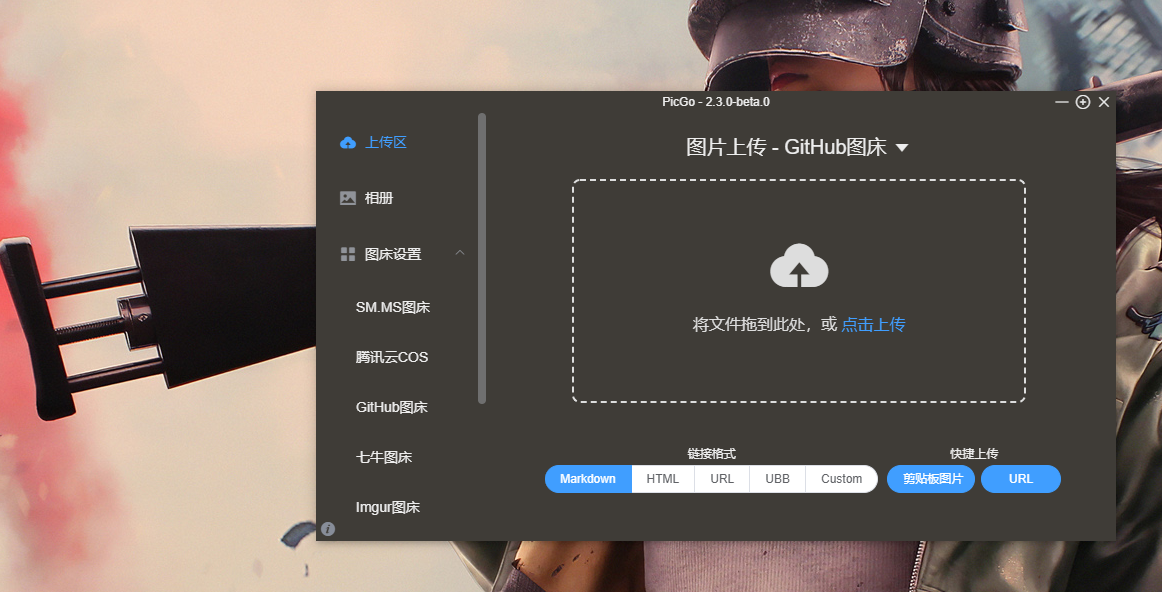 PicGo - 2.3.0-beta.0
上传区
相册
图床设置
SM.MS图床
腾讯云COS
GitHub图床
七牛图床
Imgur图床
图片上传 - GitHub图床
将文件拖到此处，或 点击上传
链接格式
Markdown HTML URL UBB Custom
快捷上传
剪贴板图片 URL